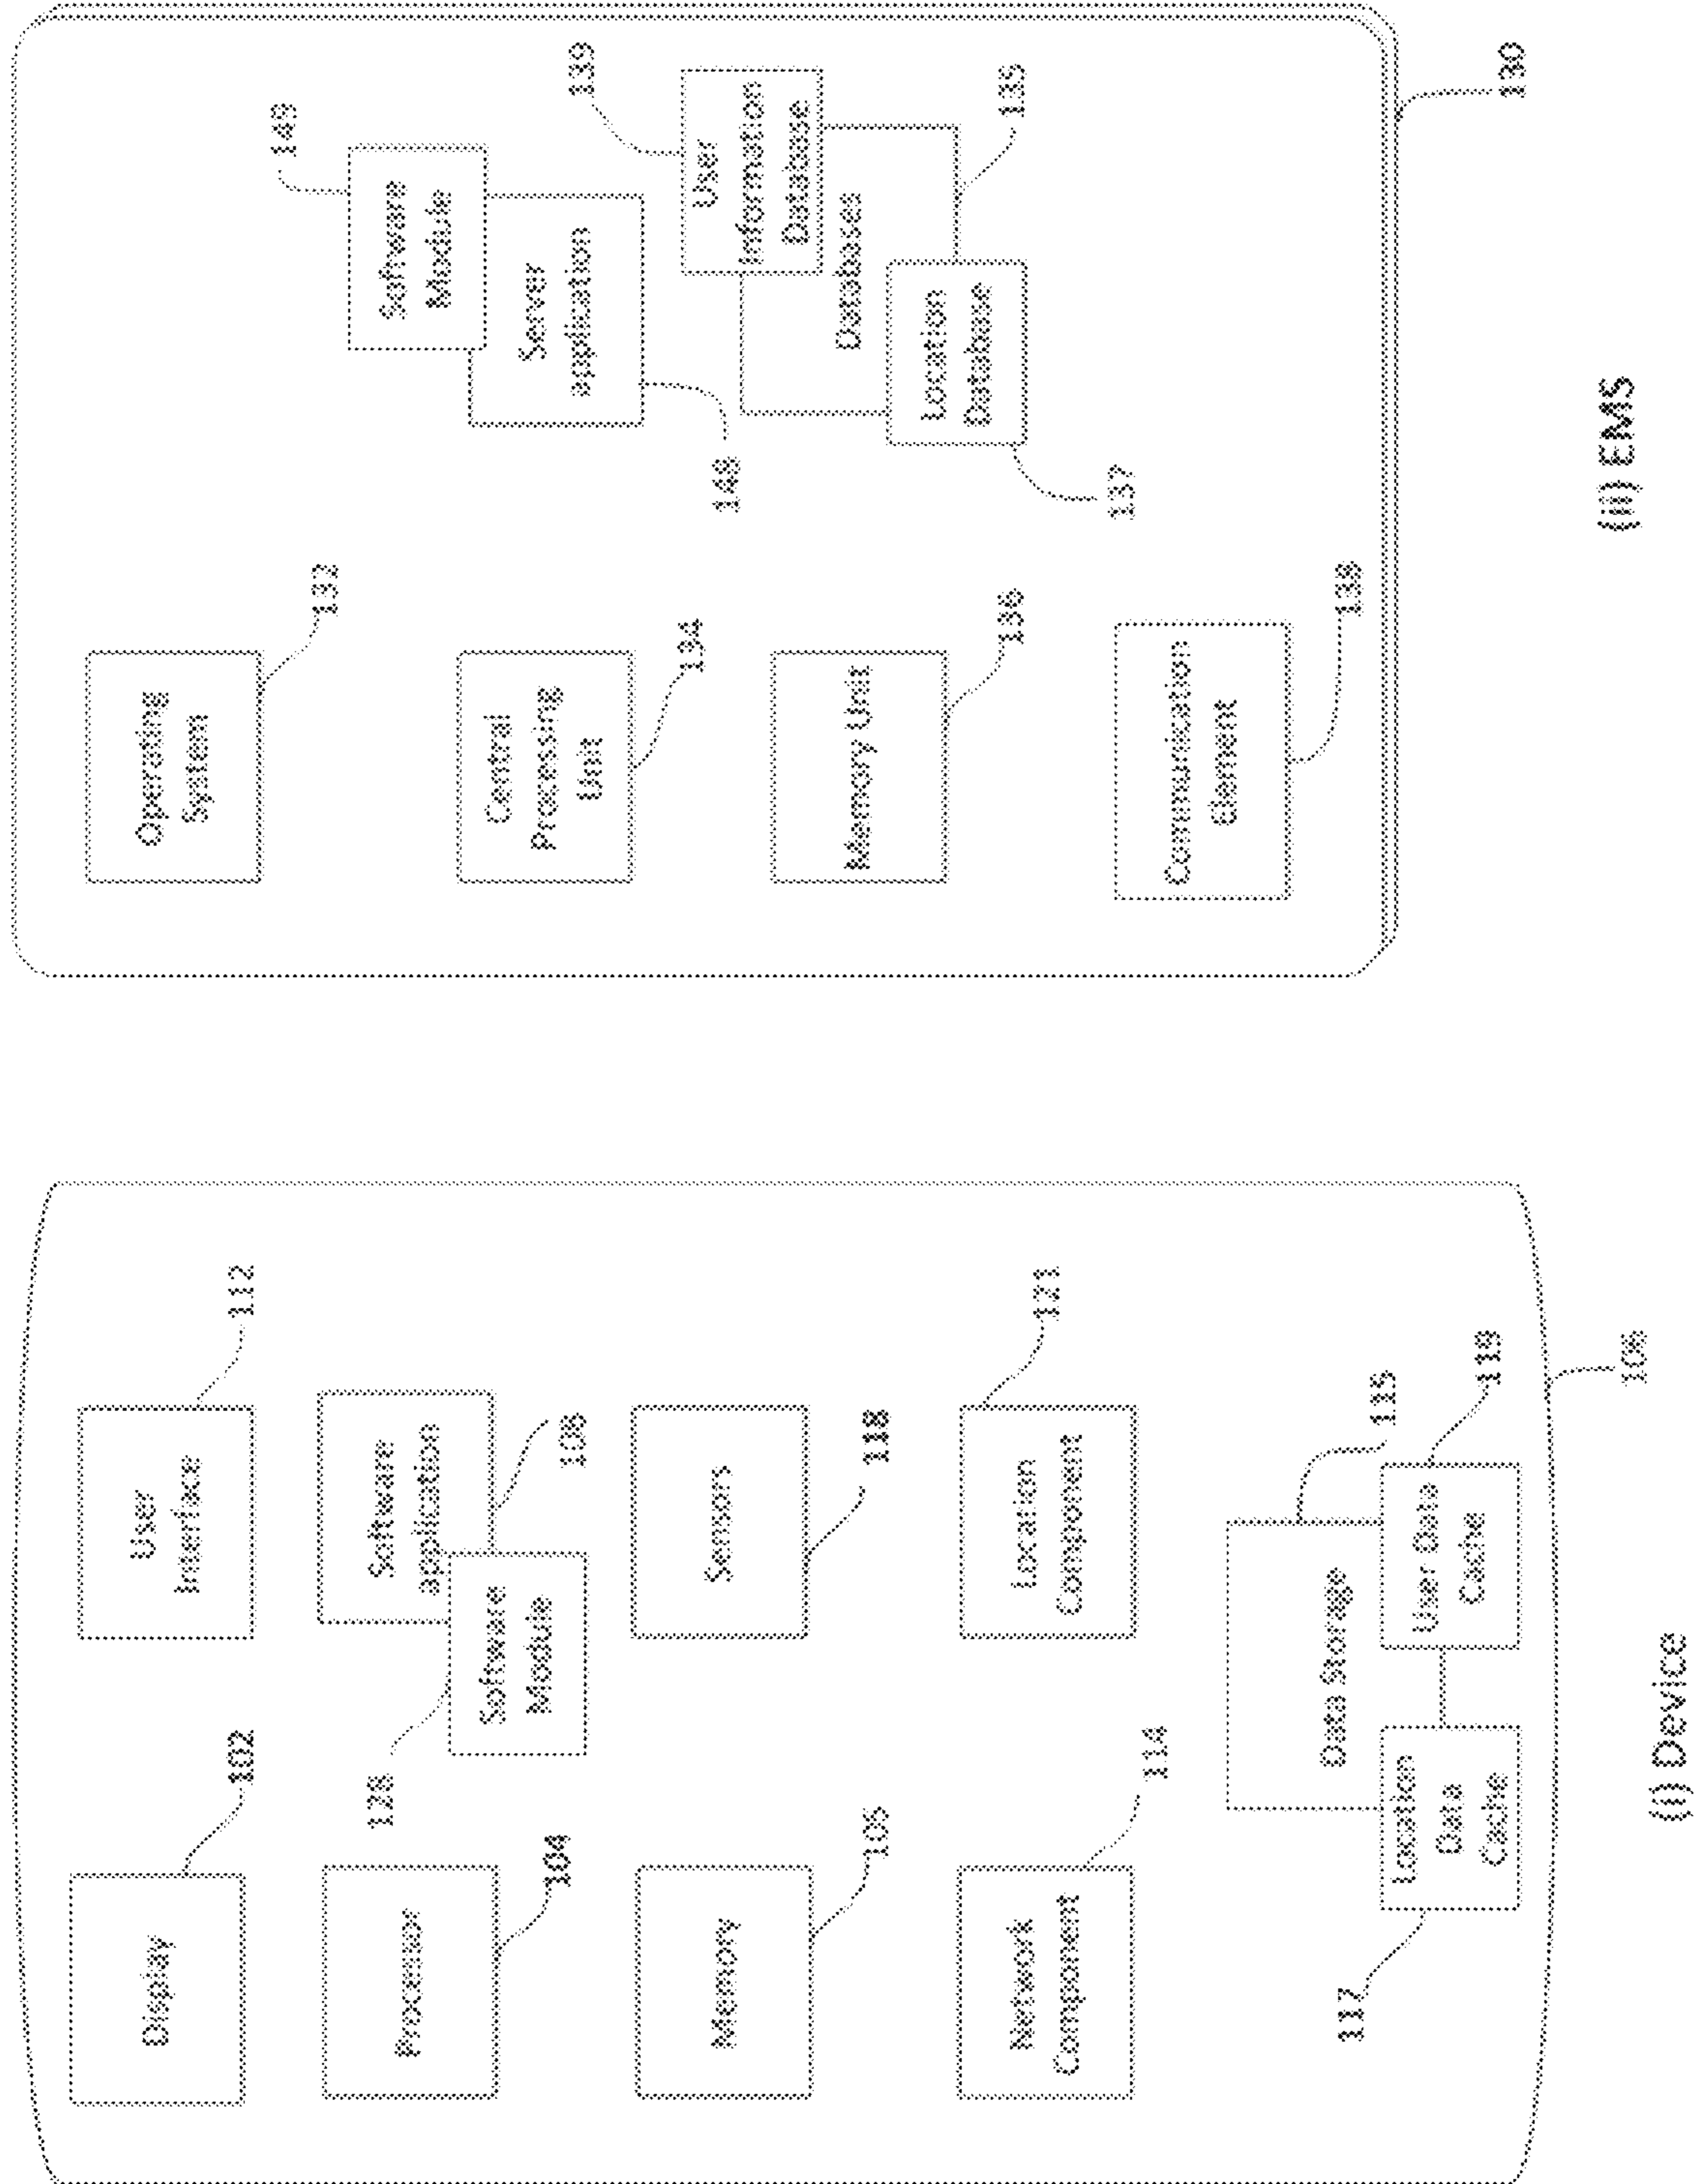 Display
102
User
Interface
112
Processor
104
128
Software
application
Software
Module
108
Memory
105
Sensors
118
Network
Component
114
Location
Component
121
Data Storage
115
Location
Data
Cache
117
User Data
Cache
119
106
(i) Device
Operating
System
132
149
Software
Module
Server
application
148
Central
Processing
Unit
134
139
User
Information
Database
Databases
Location
Database
135
137
Memory Unit
136
Communication
Element
138
130
(ii) EMS